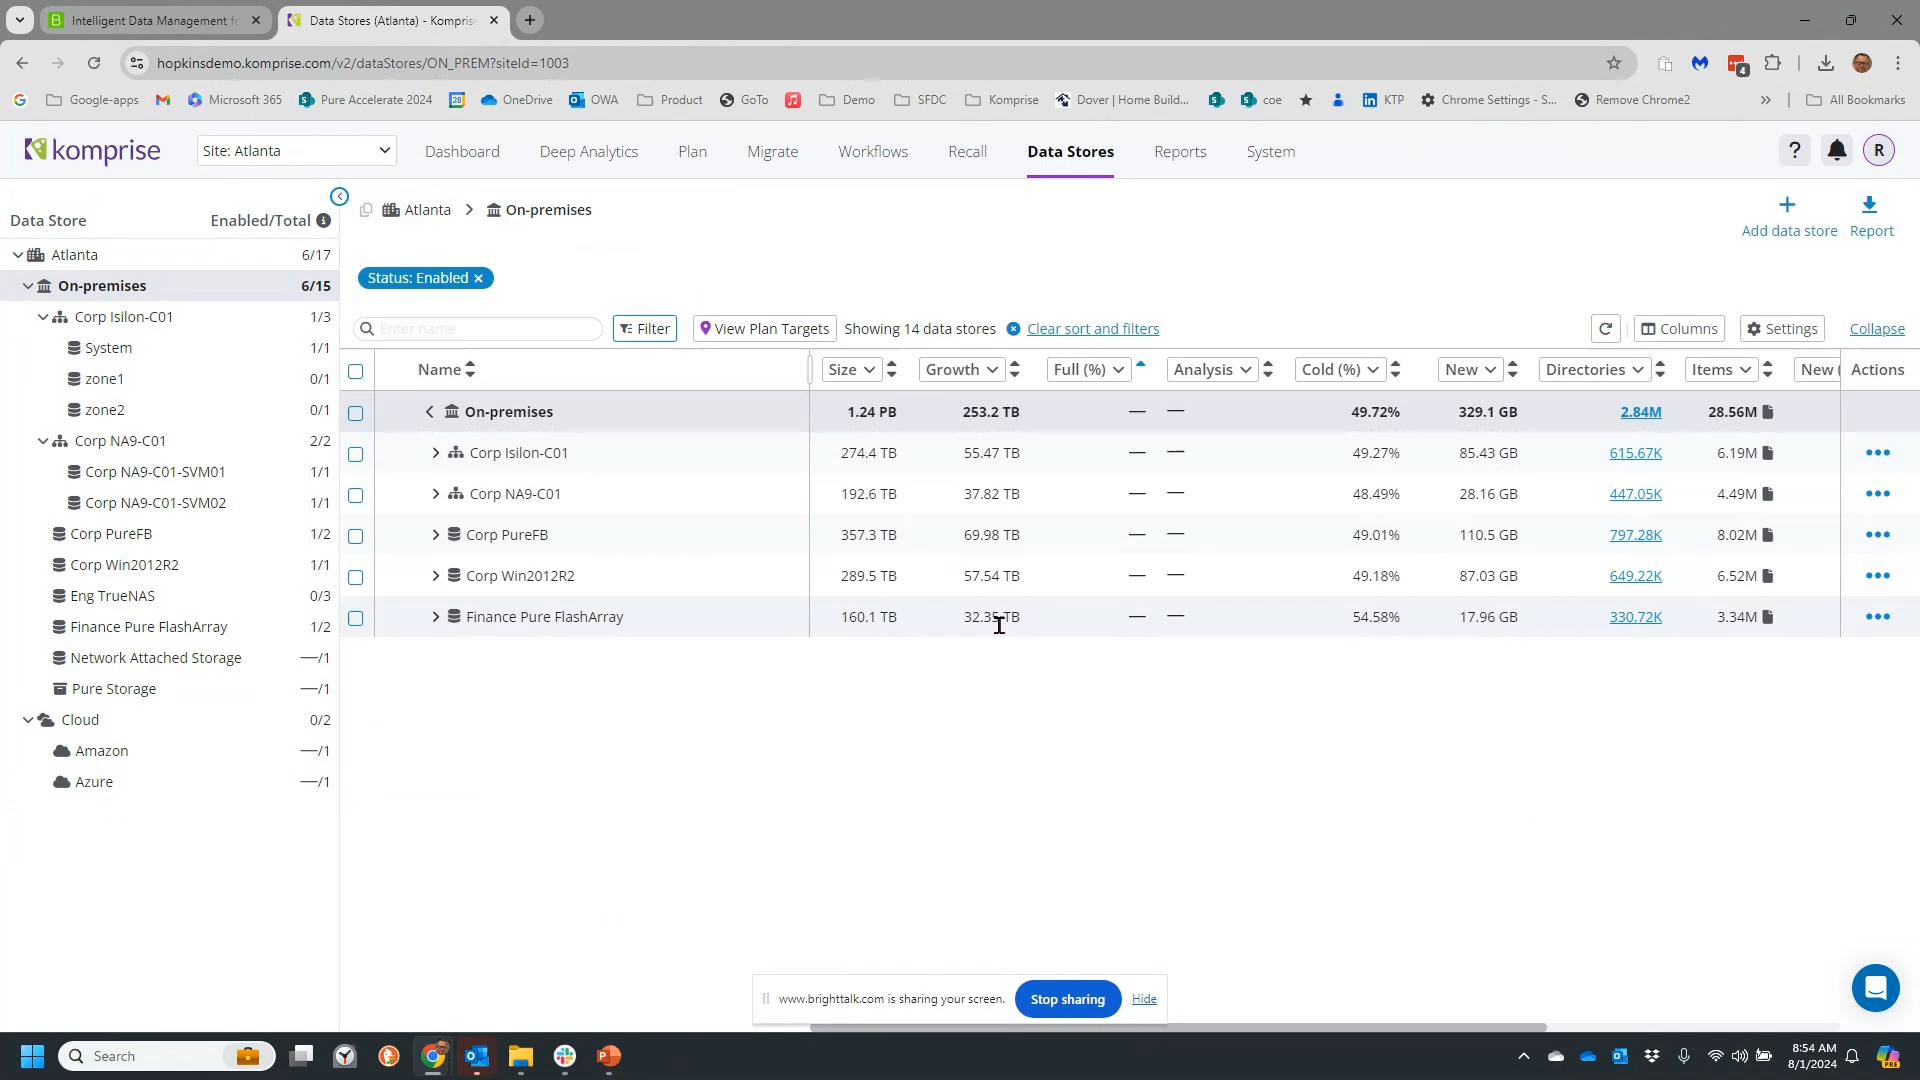 Intelligent Data Management fo
Data Stores (Atlanta) - Kompris
hopkinsdemo.komprise.com/v2/dataStores/ON_PREM?siteId=1003
4
Google-apps
Microsoft 365
Pure Accelerate 2024
28
OneDrive
OWA
Product
GoTo
Demo
SFDC
Komprise
Dover | Home Build...
coe
KTP
Chrome Settings - S...
Remove Chrome2
All Bookmarks
komprise
Site: Atlanta
Dashboard
Deep Analytics
Plan
Migrate
Workflows
Recall
Data Stores
Reports
System
?
R
Data Store Enabled/Total
Atlanta 6/17
On-premises 6/15
Corp Isilon-C01 1/3
System 1/1
zone1 0/1
zone2 0/1
Corp NA9-C01 2/2
Corp NA9-C01-SVM01 1/1
Corp NA9-C01-SVM02 1/1
Corp PureFB 1/2
Corp Win2012R2 1/1
Eng TrueNAS 0/3
Finance Pure FlashArray 1/2
Network Attached Storage —/1
Pure Storage —/1
Cloud 0/2
Amazon —/1
Azure —/1
Atlanta > On-premises
Add data store
Report
Status: Enabled ×
Enter name
Filter
View Plan Targets
Showing 14 data stores
Clear sort and filters
Columns
Settings
Collapse
Name Size Growth Full (%) Analysis Cold (%) New Directories Items New ( Actions
On-premises 1.24 PB 253.2 TB — — 49.72% 329.1 GB 2.84M 28.56M
Corp Isilon-C01 274.4 TB 55.47 TB — — 49.27% 85.43 GB 615.67K 6.19M
Corp NA9-C01 192.6 TB 37.82 TB — — 48.49% 28.16 GB 447.05K 4.49M
Corp PureFB 357.3 TB 69.98 TB — — 49.01% 110.5 GB 797.28K 8.02M
Corp Win2012R2 289.5 TB 57.54 TB — — 49.18% 87.03 GB 649.22K 6.52M
Finance Pure FlashArray 160.1 TB 32.35 TB — — 54.58% 17.96 GB 330.72K 3.34M
www.brighttalk.com is sharing your screen.
Stop sharing
Hide
Search
8:54 AM
8/1/2024
PRE